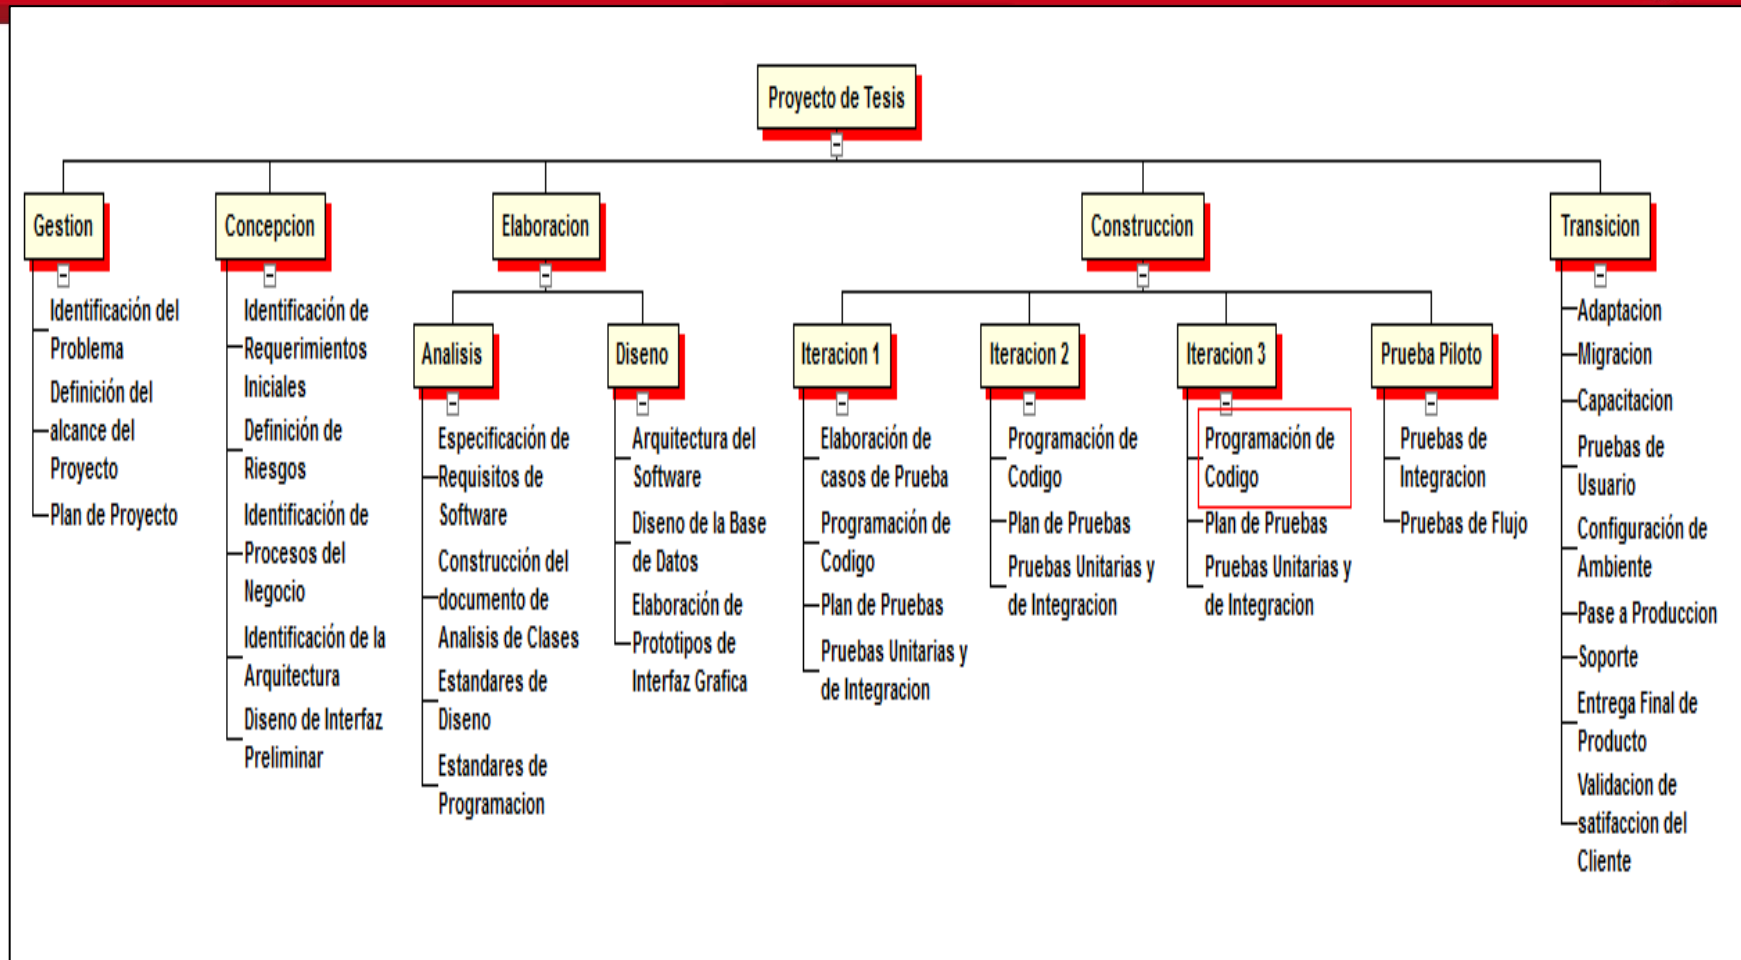 Proyecto de Tesis
Gestion
Identificación del
Problema
Definición del
alcance del
Proyecto
Plan de Proyecto
Concepcion
Identificación de
Requerimientos
Iniciales
Definición de
Riesgos
Identificación de
Procesos del
Negocio
Identificación de la
Arquitectura
Diseno de Interfaz
Preliminar
Elaboracion
Analisis
Especificación de
Requisitos de
Software
Construcción del
documento de
Analisis de Clases
Estandares de
Diseno
Estandares de
Programacion
Diseno
Arquitectura del
Software
Diseno de la Base
de Datos
Elaboración de
Prototipos de
Interfaz Grafica
Construccion
Iteracion 1
Elaboración de
casos de Prueba
Programación de
Codigo
Plan de Pruebas
Pruebas Unitarias y
de Integracion
Iteracion 2
Programación de
Codigo
Plan de Pruebas
Pruebas Unitarias y
de Integracion
Iteracion 3
Programación de
Codigo
Plan de Pruebas
Pruebas Unitarias y
de Integracion
Prueba Piloto
Pruebas de
Integracion
Pruebas de Flujo
Transicion
Adaptacion
Migracion
Capacitacion
Pruebas de
Usuario
Configuración de
Ambiente
Pase a Produccion
Soporte
Entrega Final de
Producto
Validacion de
satifaccion del
Cliente